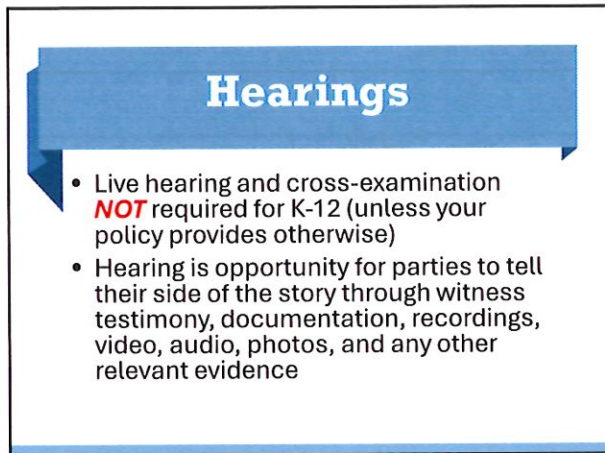 Hearings
• Live hearing and cross-examination
NOT required for K-12 (unless your
policy provides otherwise)
• Hearing is opportunity for parties to tell
their side of the story through witness
testimony, documentation, recordings,
video, audio, photos, and any other
relevant evidence